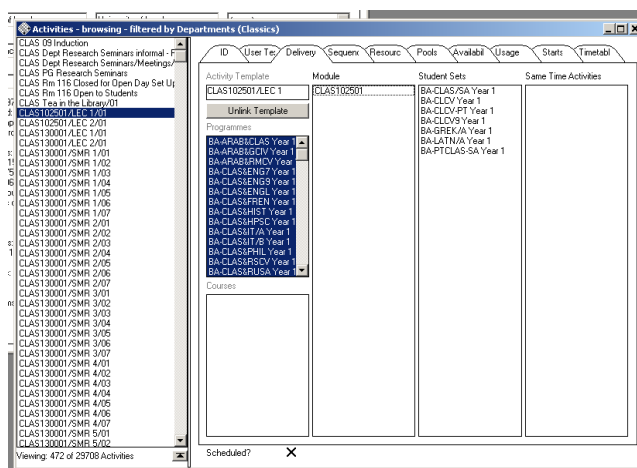 Activities - browsing - filtered by Departments (Classics)
CLAS 09 Induction
CLAS Dept Research Seminars informal - F
CLAS Dept Research Seminars/Meetings/
CLAS PG Research Seminars
CLAS Rm 116 Closed for Open Day Set Up
CLAS Rm 116 Open to Students
CLAS Tea in the Library/01
CLAS102501/LEC 1/01
CLAS102501/LEC 2/01
CLAS130001/LEC 1/01
CLAS130001/LEC 2/01
CLAS130001/SMR 1/01
CLAS130001/SMR 1/02
CLAS130001/SMR 1/03
CLAS130001/SMR 1/04
CLAS130001/SMR 1/05
CLAS130001/SMR 1/06
CLAS130001/SMR 1/07
CLAS130001/SMR 2/01
CLAS130001/SMR 2/02
CLAS130001/SMR 2/03
CLAS130001/SMR 2/04
CLAS130001/SMR 2/05
CLAS130001/SMR 2/06
CLAS130001/SMR 2/07
CLAS130001/SMR 3/01
CLAS130001/SMR 3/02
CLAS130001/SMR 3/03
CLAS130001/SMR 3/04
CLAS130001/SMR 3/05
CLAS130001/SMR 3/06
CLAS130001/SMR 3/07
CLAS130001/SMR 4/01
CLAS130001/SMR 4/02
CLAS130001/SMR 4/03
CLAS130001/SMR 4/04
CLAS130001/SMR 4/05
CLAS130001/SMR 4/06
CLAS130001/SMR 4/07
CLAS130001/SMR 5/01
CLAS130001/SMR 5/02
Viewing: 472 of 29708 Activities
ID User Te: Delivery Sequenc Resourc Pools Availabil Usage Starts Timetabl
Activity Template
CLAS102501/LEC 1
Unlink Template
Programmes
BA-ARAB&CLAS Year 1
BA-ARAB&GCIV Year 1
BA-ARAB&RMCV Year
BA-CLAS&ENG7 Year 1
BA-CLAS&ENG9 Year 1
BA-CLAS&ENGL Year 1
BA-CLAS&FREN Year 1
BA-CLAS&HIST Year 1
BA-CLAS&HPSC Year 1
BA-CLAS&IT/A Year 1
BA-CLAS&IT/B Year 1
BA-CLAS&PHIL Year 1
BA-CLAS&RSCV Year 1
BA-CLAS&RUSA Year 1
Courses
Module
CLAS102501
Student Sets
BA-CLAS/SA Year 1
BA-CLCV Year 1
BA-CLCV-PT Year 1
BA-CLCV9 Year 1
BA-GREK/A Year 1
BA-LATN/A Year 1
BA-PTCLAS-SA Year 1
Same Time Activities
Scheduled?